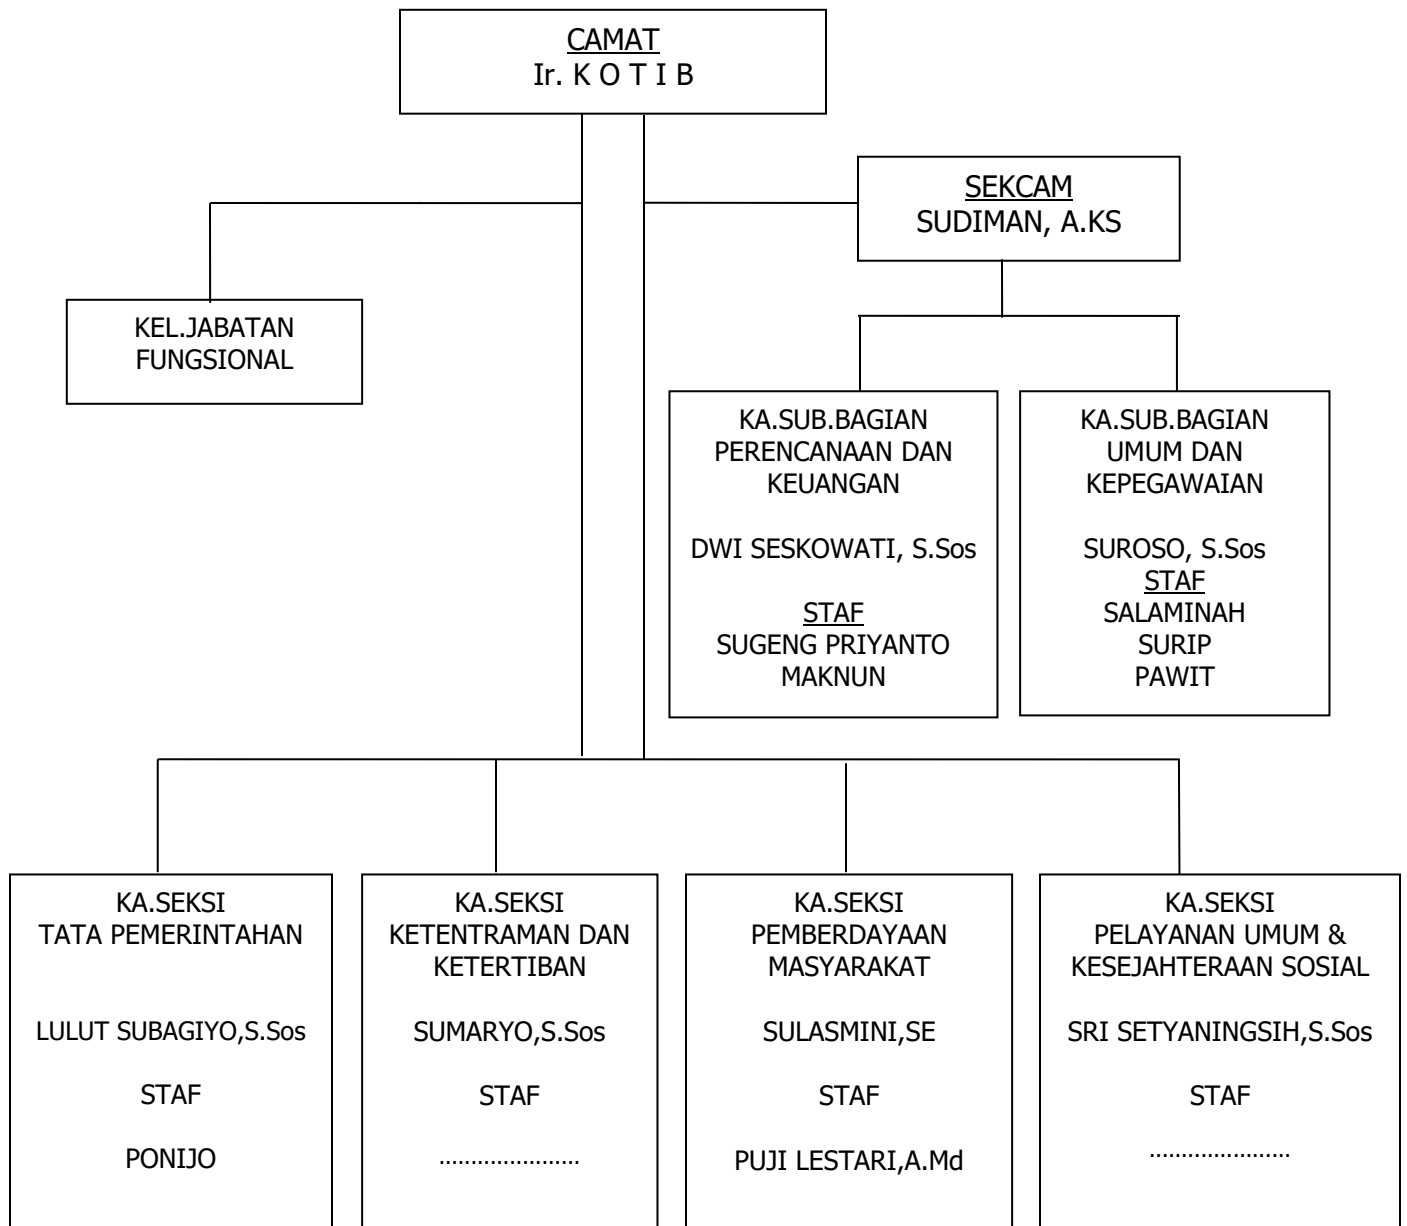 CAMAT
Ir. K O T I B
SEKCAM
SUDIMAN, A.KS
KEL.JABATAN
FUNGSIONAL
KA.SUB.BAGIAN
PERENCANAAN DAN
KEUANGAN
DWI SESKOWATI, S.Sos
STAF
SUGENG PRIYANTO
MAKNUN
KA.SUB.BAGIAN
UMUM DAN
KEPEGAWAIAN
SUROSO, S.Sos
STAF
SALAMINAH
SURIP
PAWIT
KA.SEKSI
TATA PEMERINTAHAN
LULUT SUBAGIYO,S.Sos
STAF
PONIJO
KA.SEKSI
KETENTRAMAN DAN
KETERTIBAN
SUMARYO,S.Sos
STAF
......................
KA.SEKSI
PEMBERDAYAAN
MASYARAKAT
SULASMINI,SE
STAF
PUJI LESTARI,A.Md
KA.SEKSI
PELAYANAN UMUM &
KESEJAHTERAAN SOSIAL
SRI SETYANINGSIH,S.Sos
STAF
......................